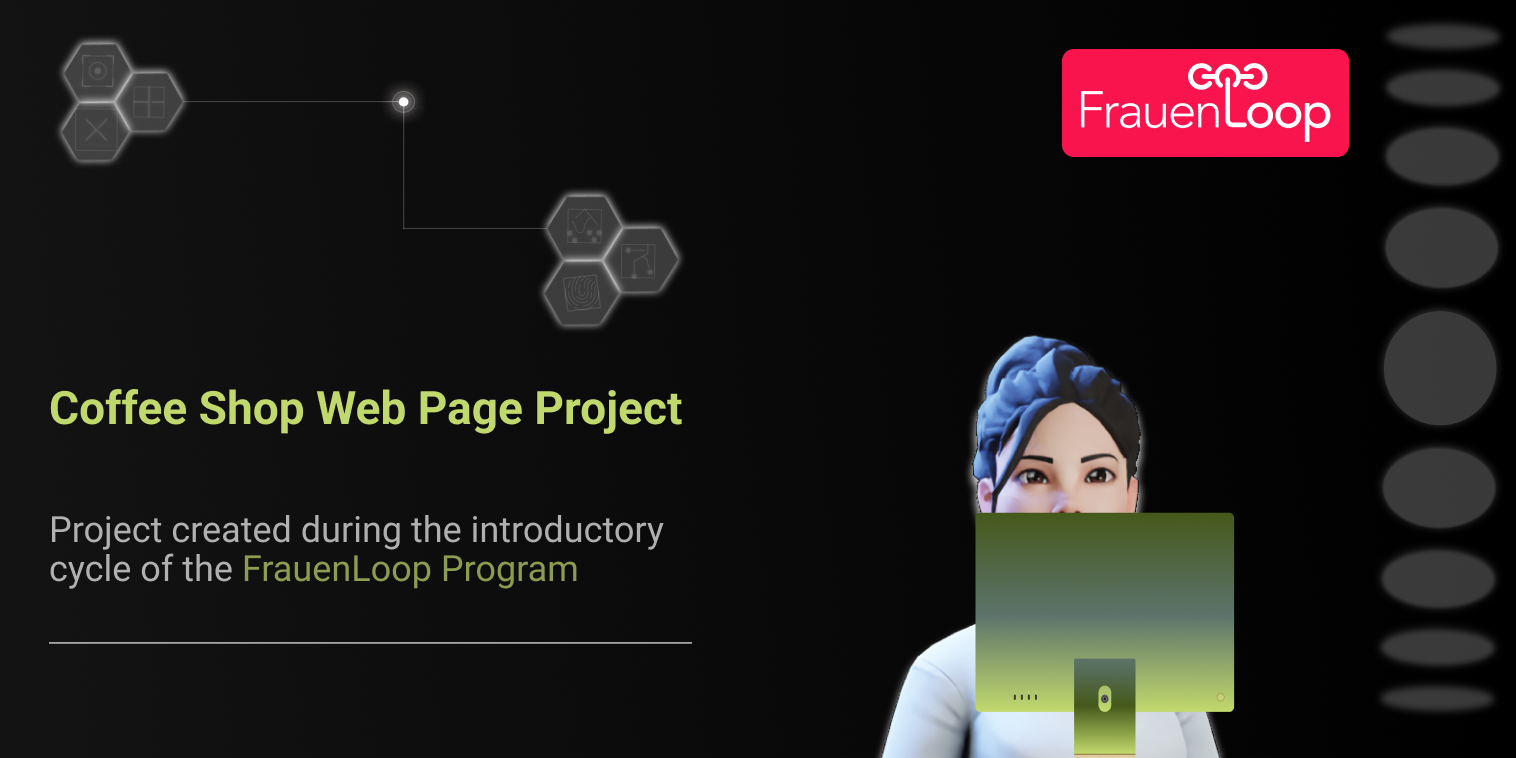 FrauenLoop
Coffee Shop Web Page Project
Project created during the introductory
cycle of the FrauenLoop Program